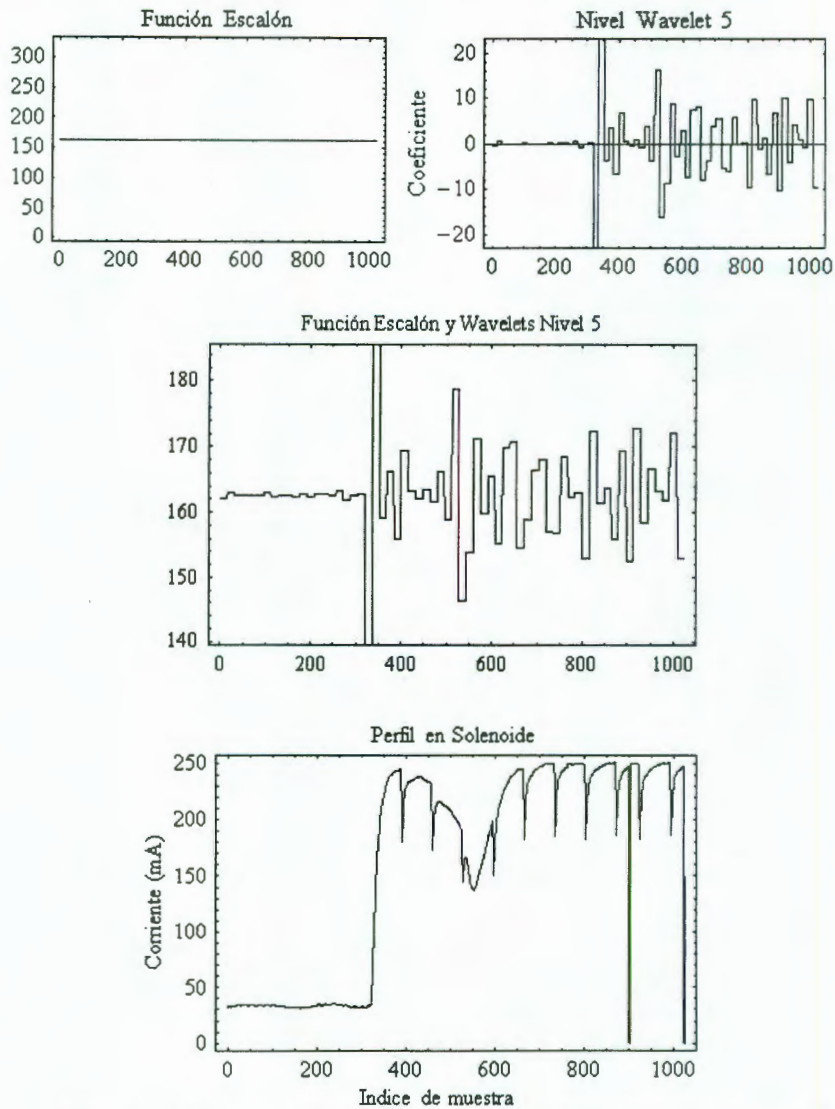 Función Escalón
300
250
200
150
100
50
0
0 200 400 600 800 1000
Nivel Wavelet 5
Coeficiente
20
10
0
−10
−20
0 200 400 600 800 1000
Función Escalón y Wavelets Nivel 5
180
170
160
150
140
0 200 400 600 800 1000
Perfil en Solenoide
Corriente (mA)
250
200
150
100
50
0
0 200 400 600 800 1000
Indice de muestra